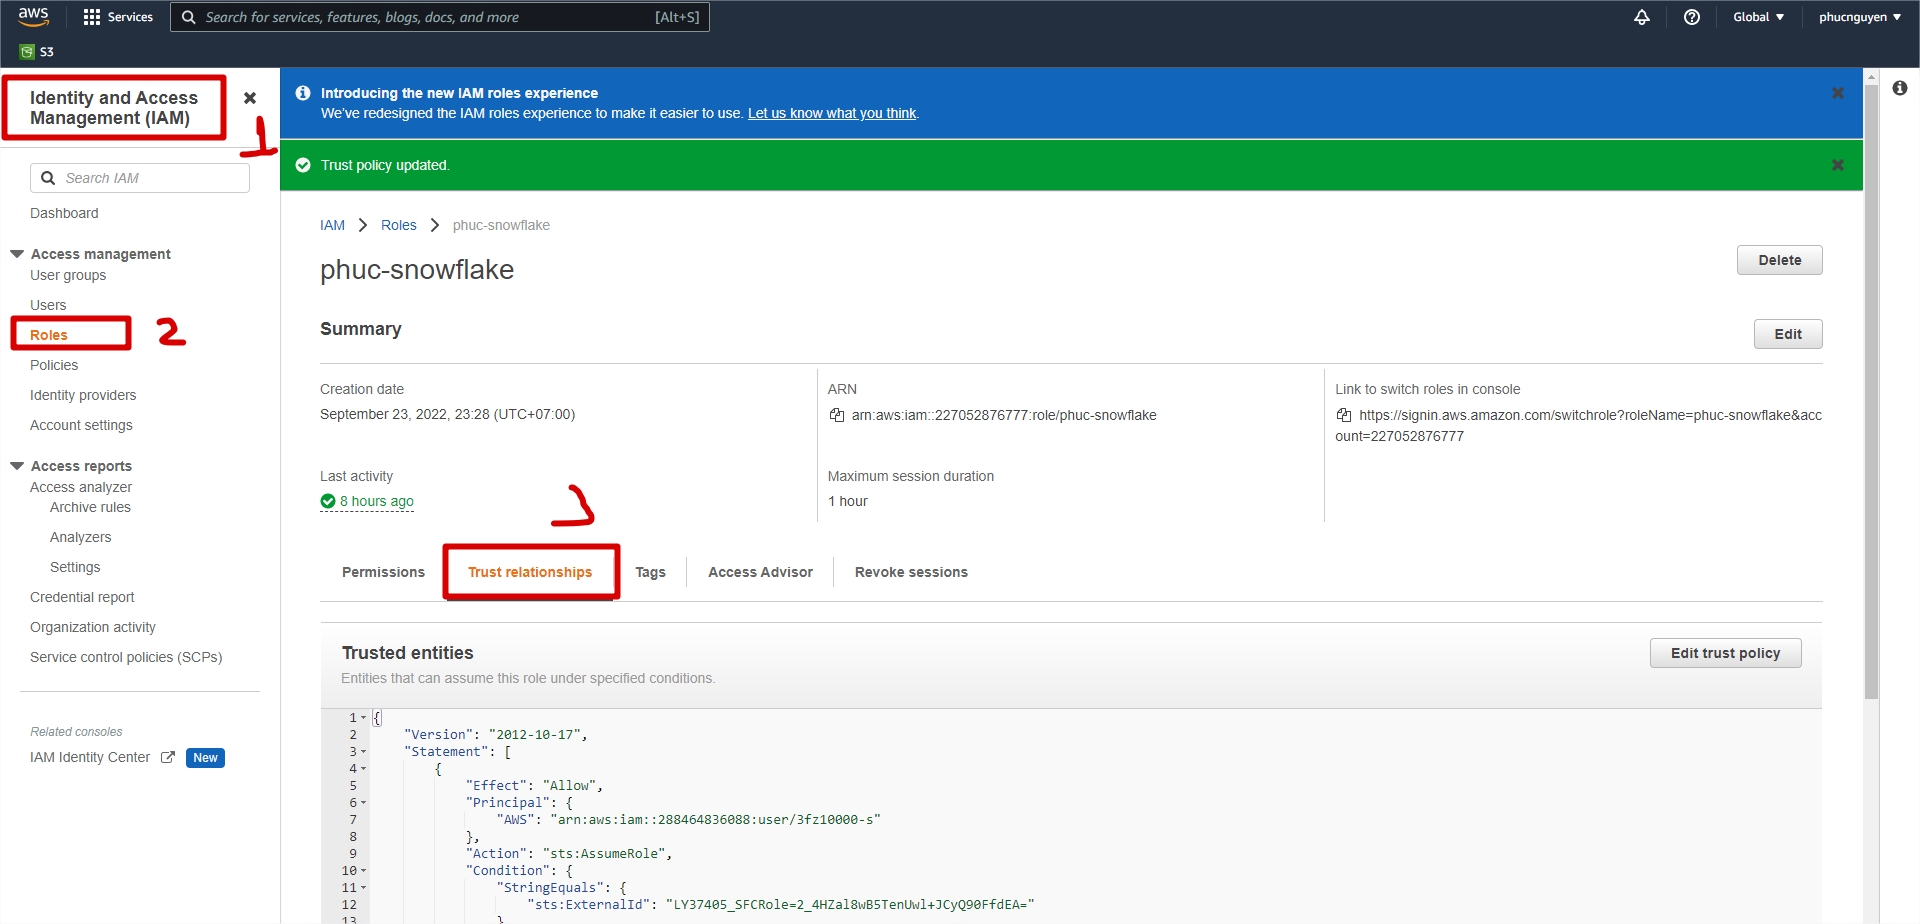 aws
Services
Search for services, features, blogs, docs, and more
[Alt+S]
Global
phucnguyen
S3
Identity and Access
Management (IAM)
1
Search IAM
Dashboard
Access management
User groups
Users
Roles
2
Policies
Identity providers
Account settings
Access reports
Access analyzer
Archive rules
Analyzers
Settings
Credential report
Organization activity
Service control policies (SCPs)
Related consoles
IAM Identity Center
New
Introducing the new IAM roles experience
We've redesigned the IAM roles experience to make it easier to use. Let us know what you think.
Trust policy updated.
IAM > Roles > phuc-snowflake
phuc-snowflake
Delete
Summary
Edit
Creation date
September 23, 2022, 23:28 (UTC+07:00)
ARN
arn:aws:iam::227052876777:role/phuc-snowflake
Link to switch roles in console
https://signin.aws.amazon.com/switchrole?roleName=phuc-snowflake&acc
ount=227052876777
Last activity
8 hours ago
Maximum session duration
1 hour
Permissions
Trust relationships
Tags
Access Advisor
Revoke sessions
Trusted entities
Entities that can assume this role under specified conditions.
Edit trust policy
1 {
2 "Version": "2012-10-17",
3 "Statement": [
4 {
5 "Effect": "Allow",
6 "Principal": {
7 "AWS": "arn:aws:iam::288464836088:user/3fz10000-s"
8 },
9 "Action": "sts:AssumeRole",
10 "Condition": {
11 "StringEquals": {
12 "sts:ExternalId": "LY37405_SFCRole=2_4HZal8wB5TenUwl+JCyQ90FfdEA="
13 }